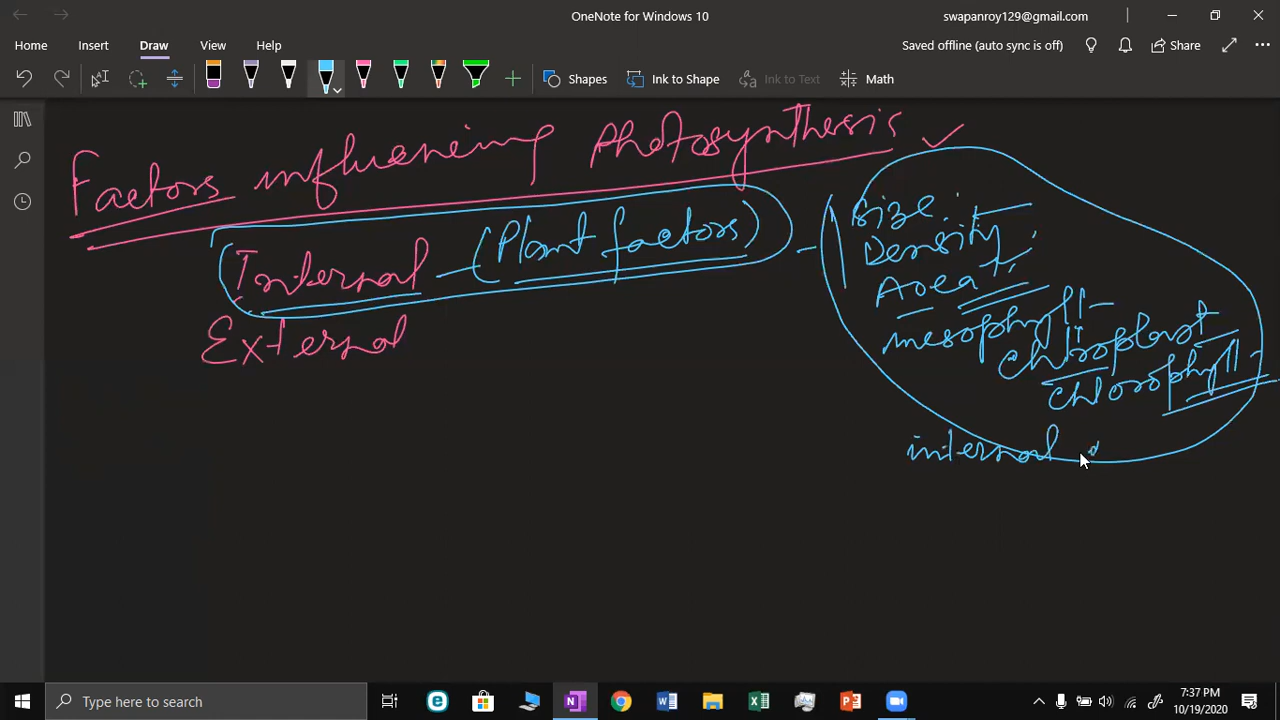 OneNote for Windows 10
swapanroy129@gmail.com
Home Insert Draw View Help
Saved offline (auto sync is off)
Share
Shapes
Ink to Shape
Ink to Text
Math
Factors influencing Photosynthesis
Internal - (Plant factors) -
External
Size
Density
Area
mesophyll -
Chloroplast
chlorophyll -
internal
Type here to search
7:37 PM
10/19/2020